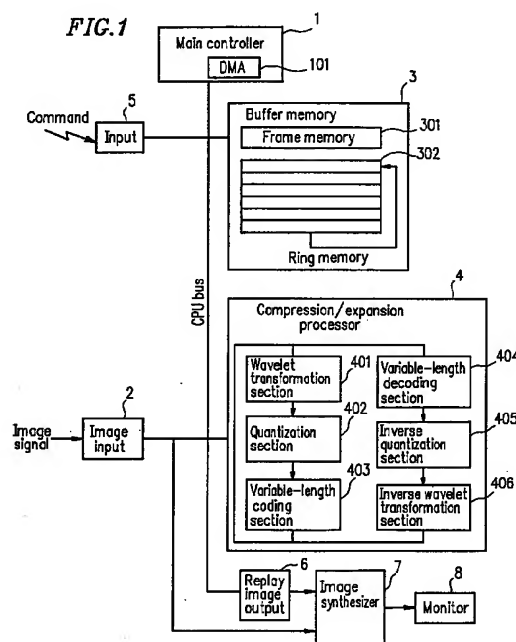 FIG.1
1
Main controller
DMA
101
Command
5
Input
3
Buffer memory
Frame memory
301
302
Ring memory
CPU bus
4
Compression/expansion
processor
Wavelet
transformation
section
401
Variable-length
decoding section
404
2
Image signal
Image input
Quantization
section
402
Inverse
quantization
section
405
Variable-length
coding
section
403
Inverse wavelet
transformation
section
406
6
Replay
image
output
7
Image
synthesizer
8
Monitor